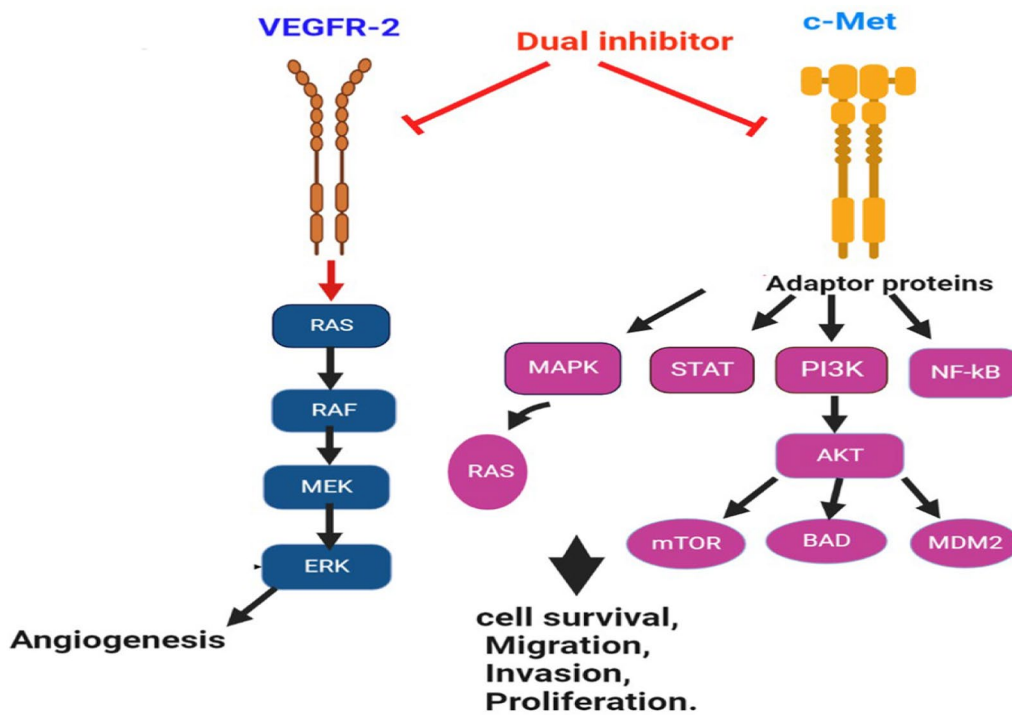 VEGFR-2
Dual inhibitor
c-Met
Adaptor proteins
RAS
RAF
MEK
ERK
Angiogenesis
MAPK
STAT
PI3K
NF-kB
RAS
AKT
mTOR
BAD
MDM2
cell survival,
Migration,
Invasion,
Proliferation.